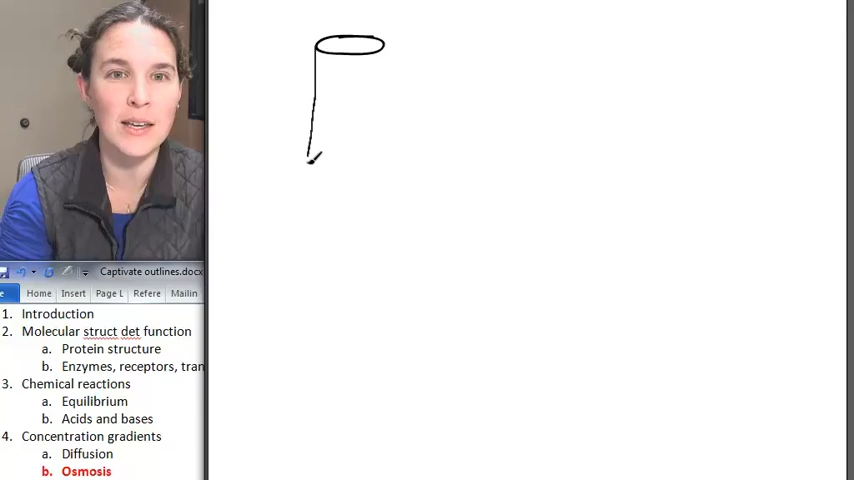 Captivate outlines.docx
Home Insert Page L Refere Mailin
1. Introduction
2. Molecular struct det function
a. Protein structure
b. Enzymes, receptors, tran
3. Chemical reactions
a. Equilibrium
b. Acids and bases
4. Concentration gradients
a. Diffusion
b. Osmosis